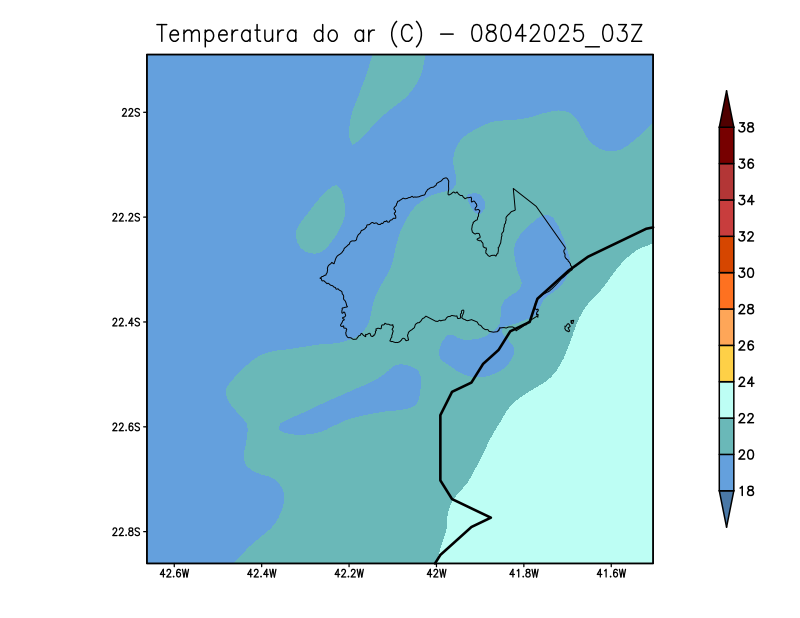 Temperatura do ar (C) - 08042025_03Z
22S
22.2S
22.4S
22.6S
22.8S
42.6W
42.4W
42.2W
42W
41.8W
41.6W
38
36
34
32
30
28
26
24
22
20
18